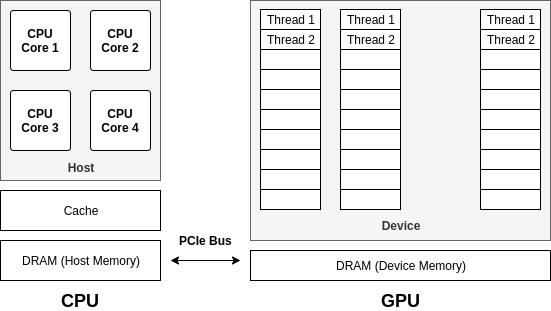 CPU
Core 1
CPU
Core 2
CPU
Core 3
CPU
Core 4
Host
Cache
DRAM (Host Memory)
CPU
PCIe Bus
Thread 1
Thread 2
Thread 1
Thread 2
Thread 1
Thread 2
Device
DRAM (Device Memory)
GPU